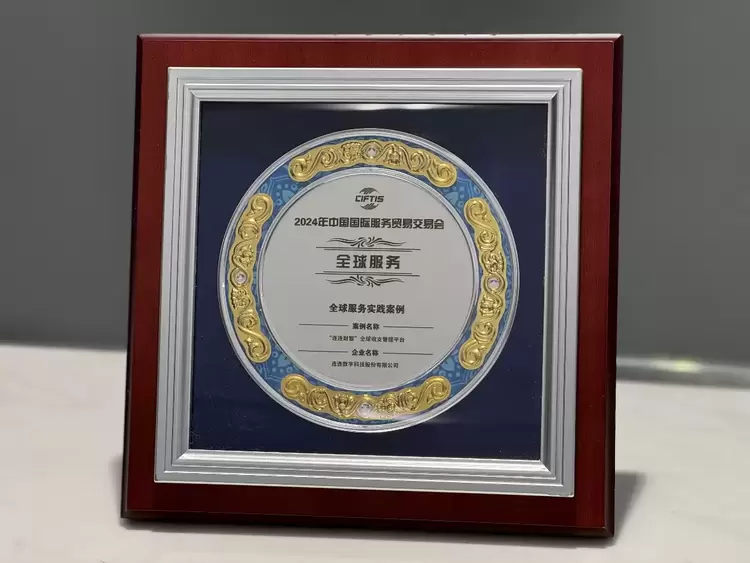 CIFTIS
2024年中国国际服务贸易交易会
全球服务
全球服务实践案例
案例名称
"连连财智"全球收支管理平台
企业名称
连连数字科技股份有限公司